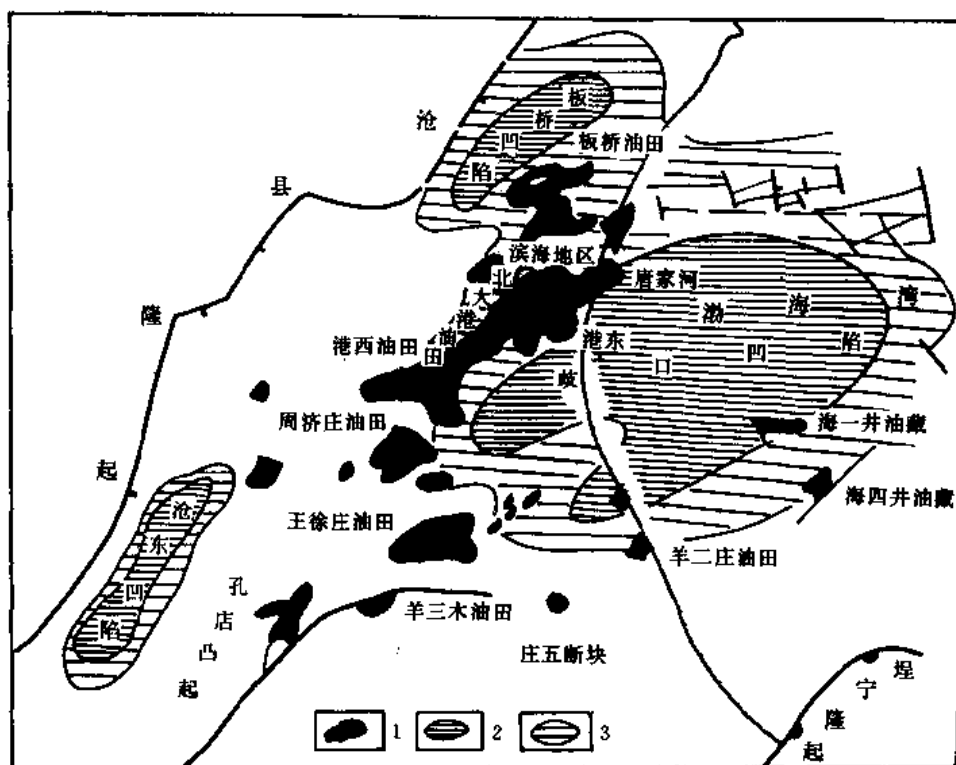 沧县隆起
板桥凹陷
板桥油田
滨海地区
北大港油田
唐家河
渤海湾
港西油田
港东
歧口凹陷
周济庄油田
海一井油藏
海四井油藏
王徐庄油田
羊二庄油田
沧东凹陷
孔店凸起
羊三木油田
庄五断块
埕宁隆起
1
2
3